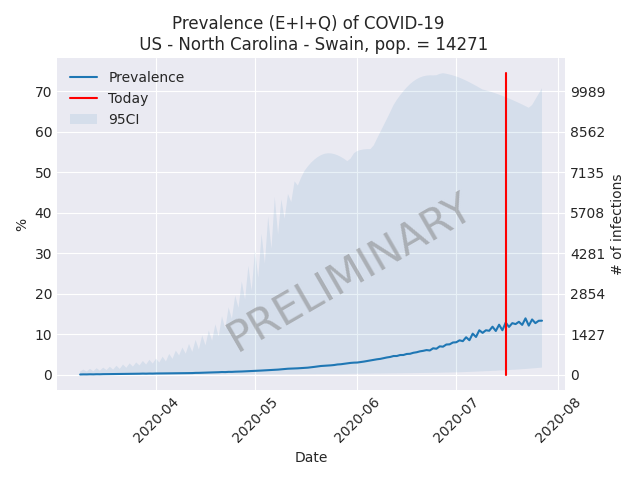 Prevalence (E+I+Q) of COVID-19
US - North Carolina - Swain, pop. = 14271
Prevalence
Today
95CI
70
60
50
40
30
20
10
0
%
9989
8562
7135
5708
4281
2854
1427
0
# of infections
PRELIMINARY
2020-04
2020-05
2020-06
2020-07
2020-08
Date